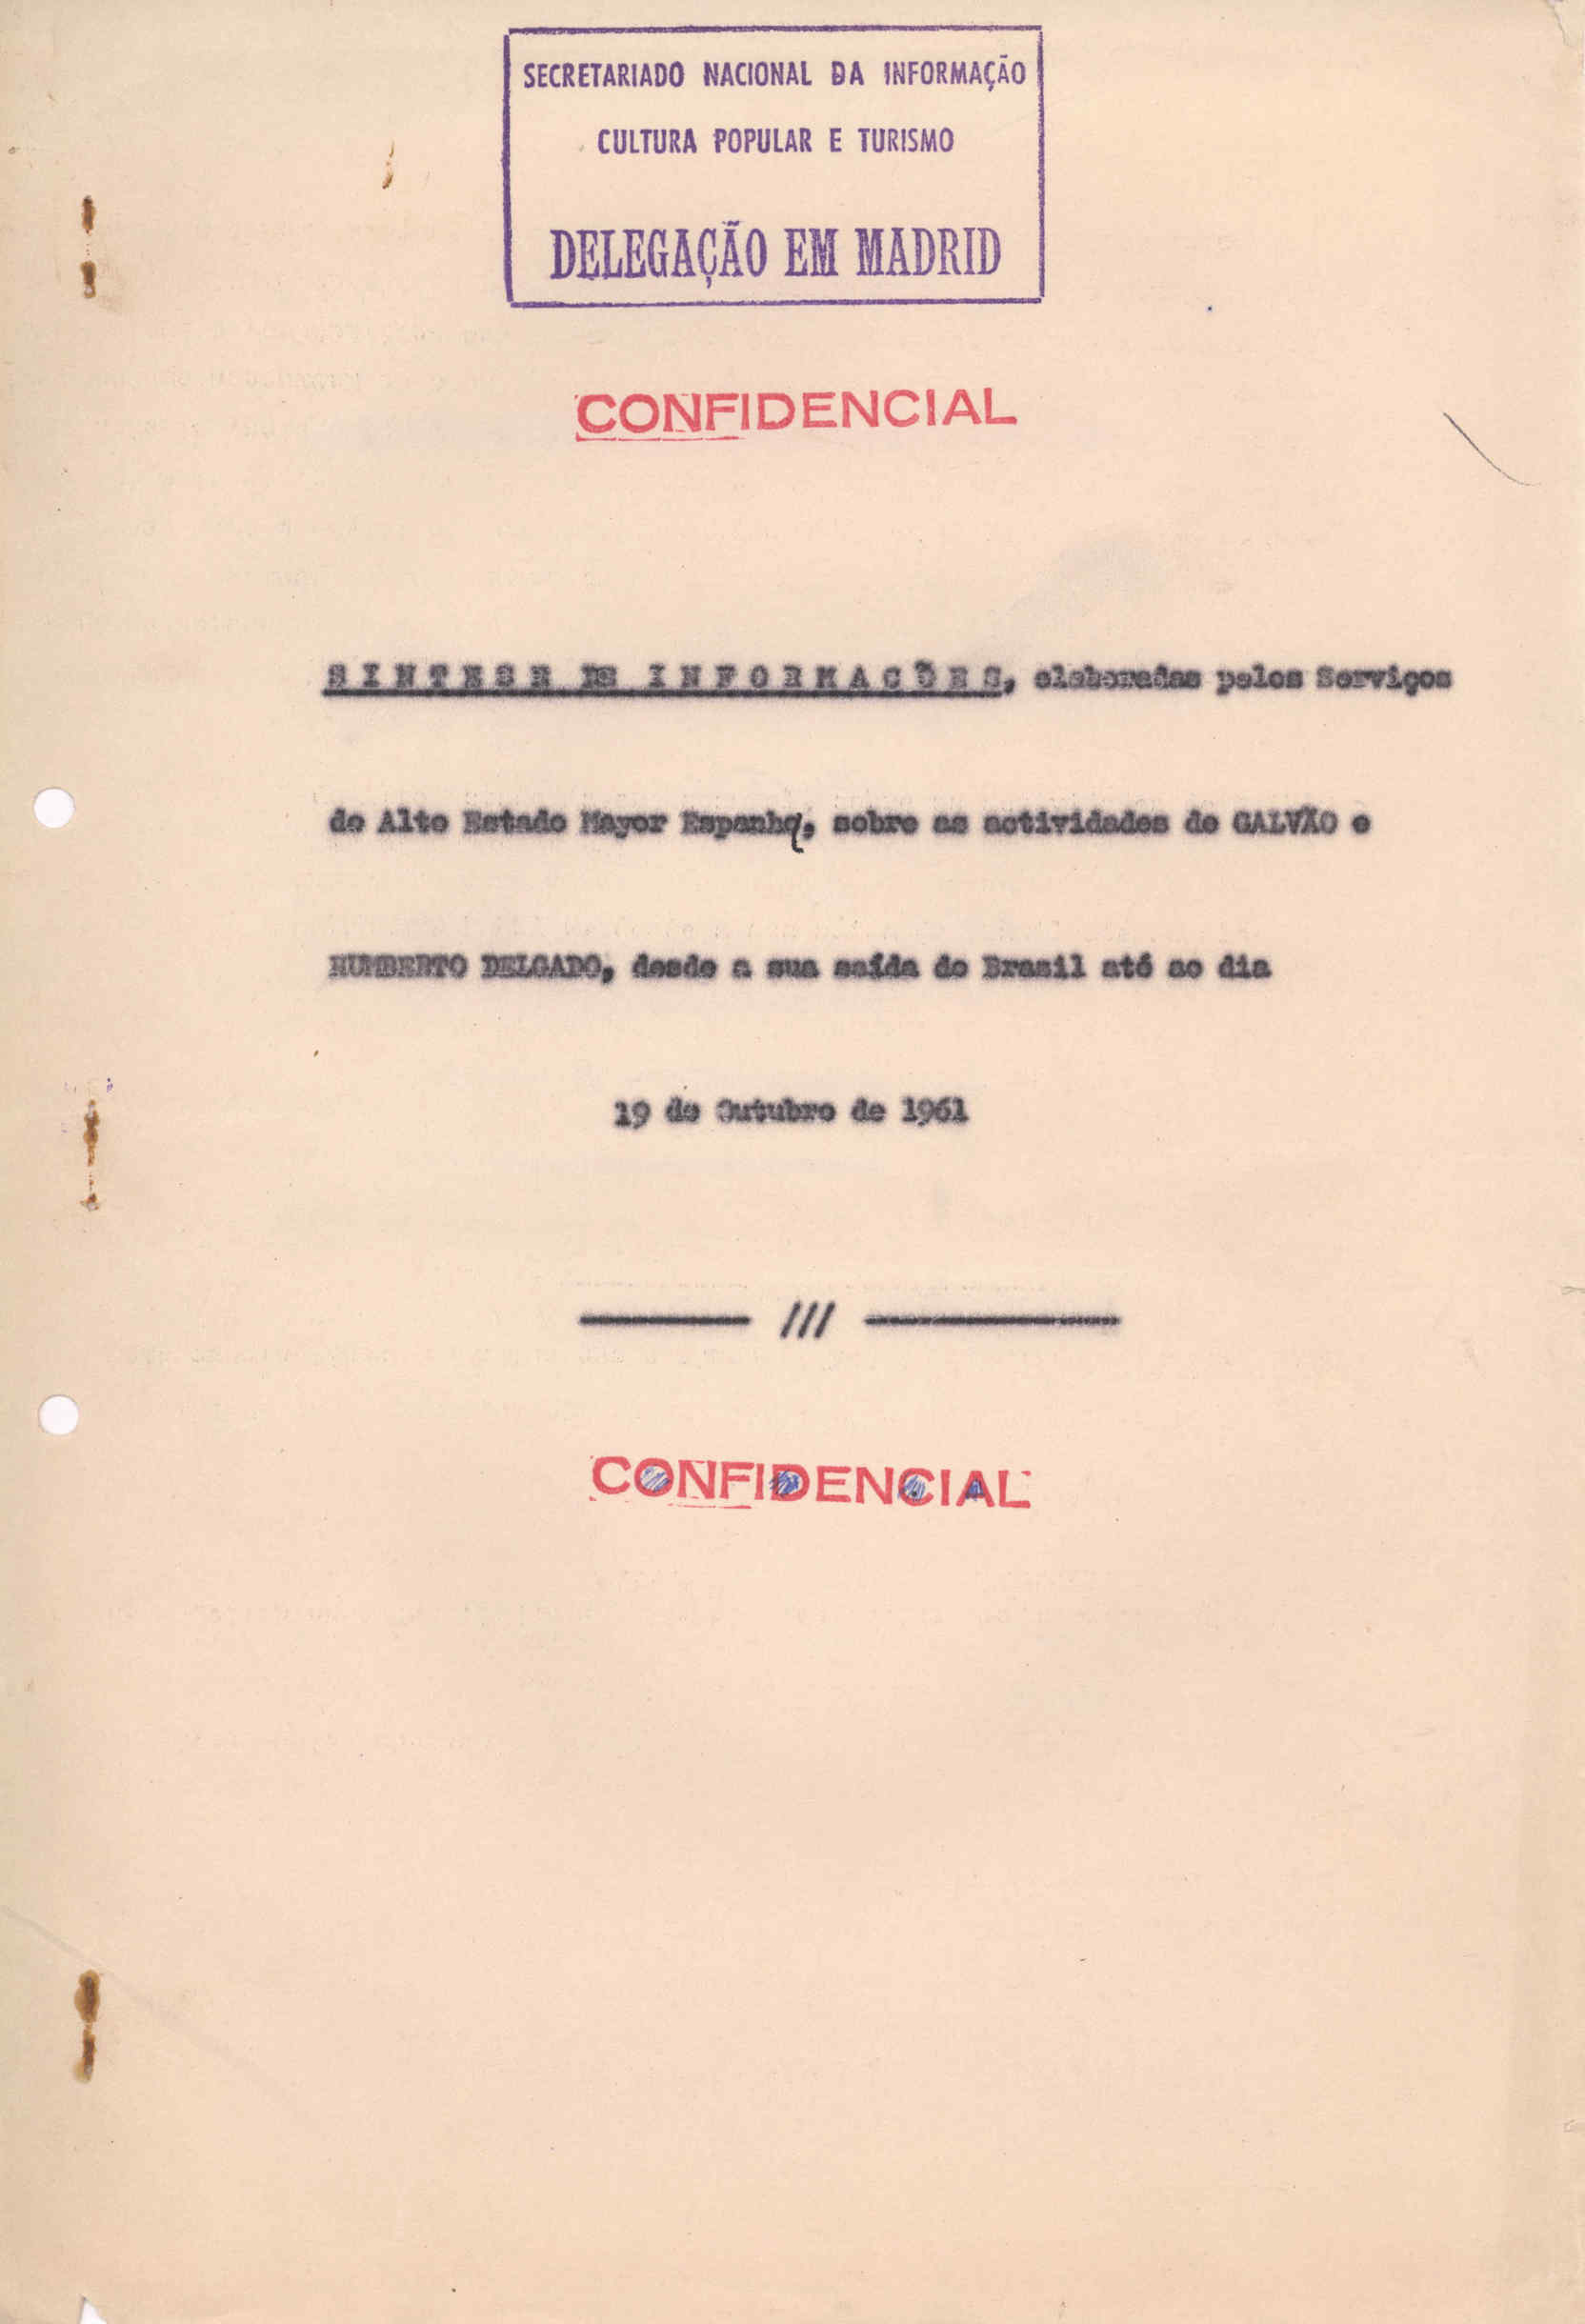 SECRETARIADO NACIONAL DA INFORMAÇÃO
CULTURA POPULAR E TURISMO
DELEGAÇÃO EM MADRID
CONFIDENCIAL
SINTESE DE INFORMAÇÕES, elaboradas pelos Serviços
do Alto Estado Mayor Espanhol, sobre as actividades de GALVÃO e
HUMBERTO DELGADO, desde a sua saída do Brasil até ao dia
19 de Outubro de 1961
——— /// ———
CONFIDENCIAL